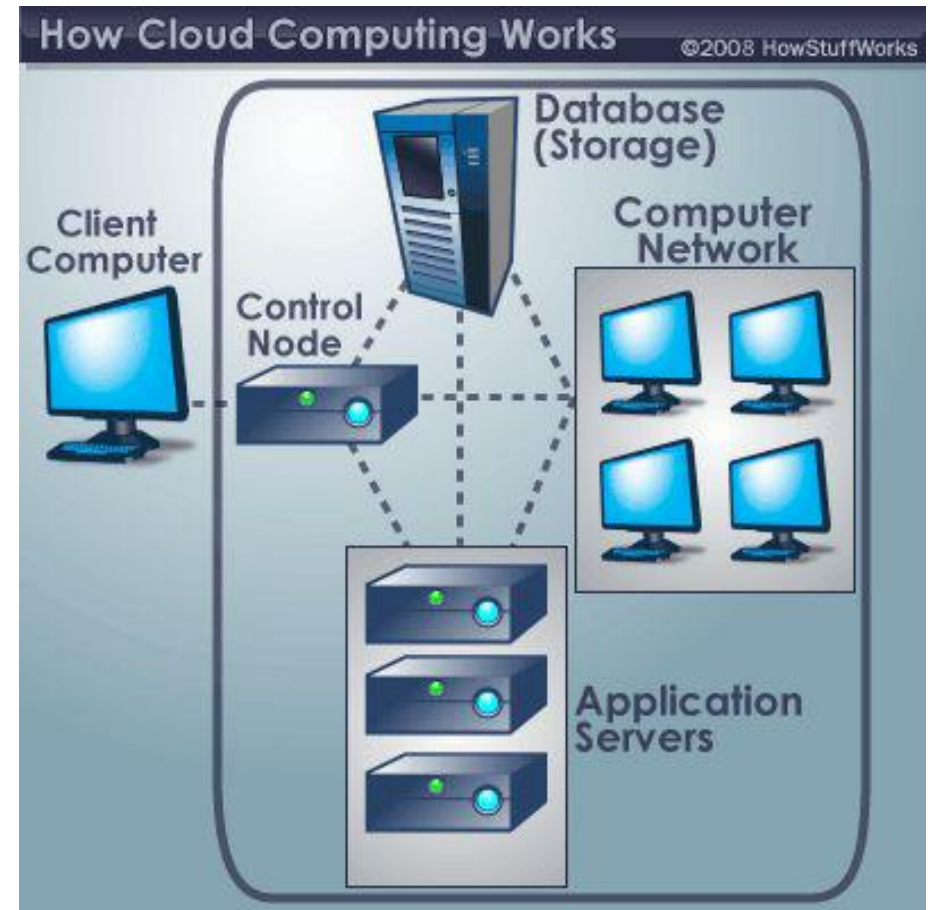 How Cloud Computing Works
©2008 HowStuffWorks
Database
(Storage)
Client
Computer
Computer
Network
Control
Node
Application
Servers